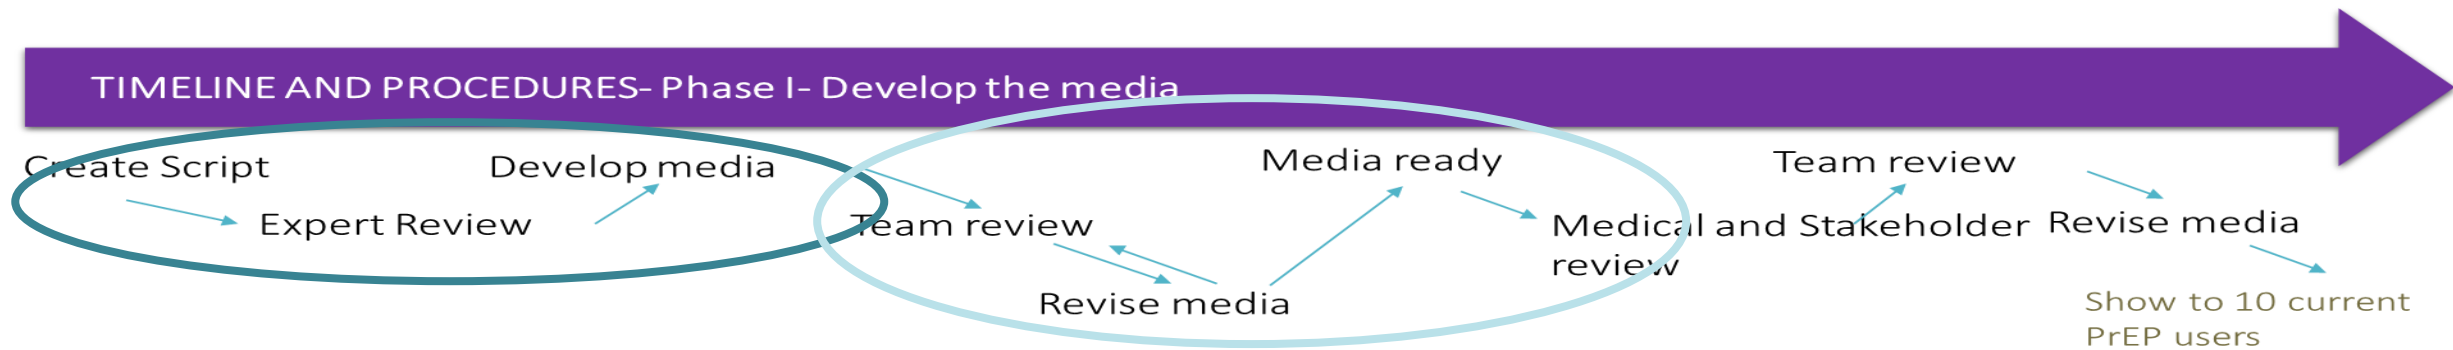 TIMELINE AND PROCEDURES- Phase I- Develop the media
Create Script
Expert Review
Develop media
Team review
Revise media
Media ready
Medical and Stakeholder
review
Team review
Revise media
Show to 10 current
PrEP users